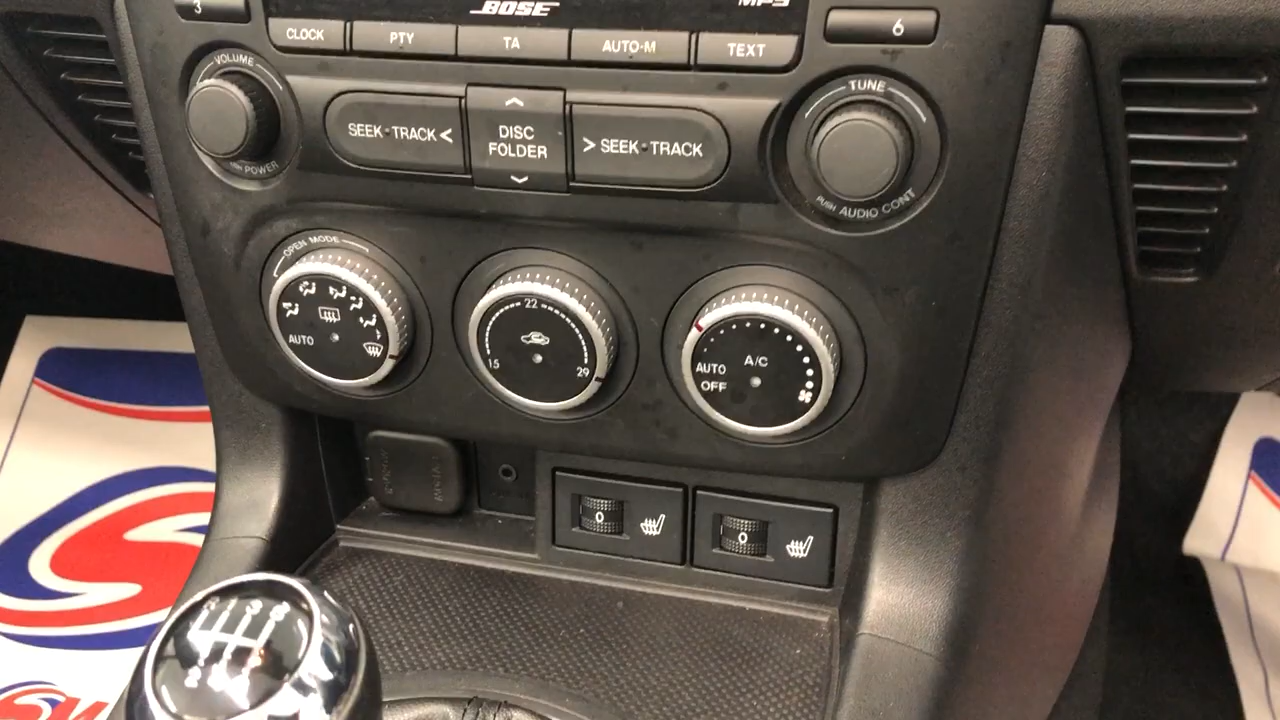 3
BOSE
MP3
6
CLOCK
PTY
TA
AUTO-M
TEXT
VOLUME
PUSH POWER
SEEK·TRACK <
DISC
FOLDER
> SEEK·TRACK
TUNE
PUSH AUDIO CONT
OPEN MODE
AUTO
22
15
29
A/C
AUTO
OFF
0
0